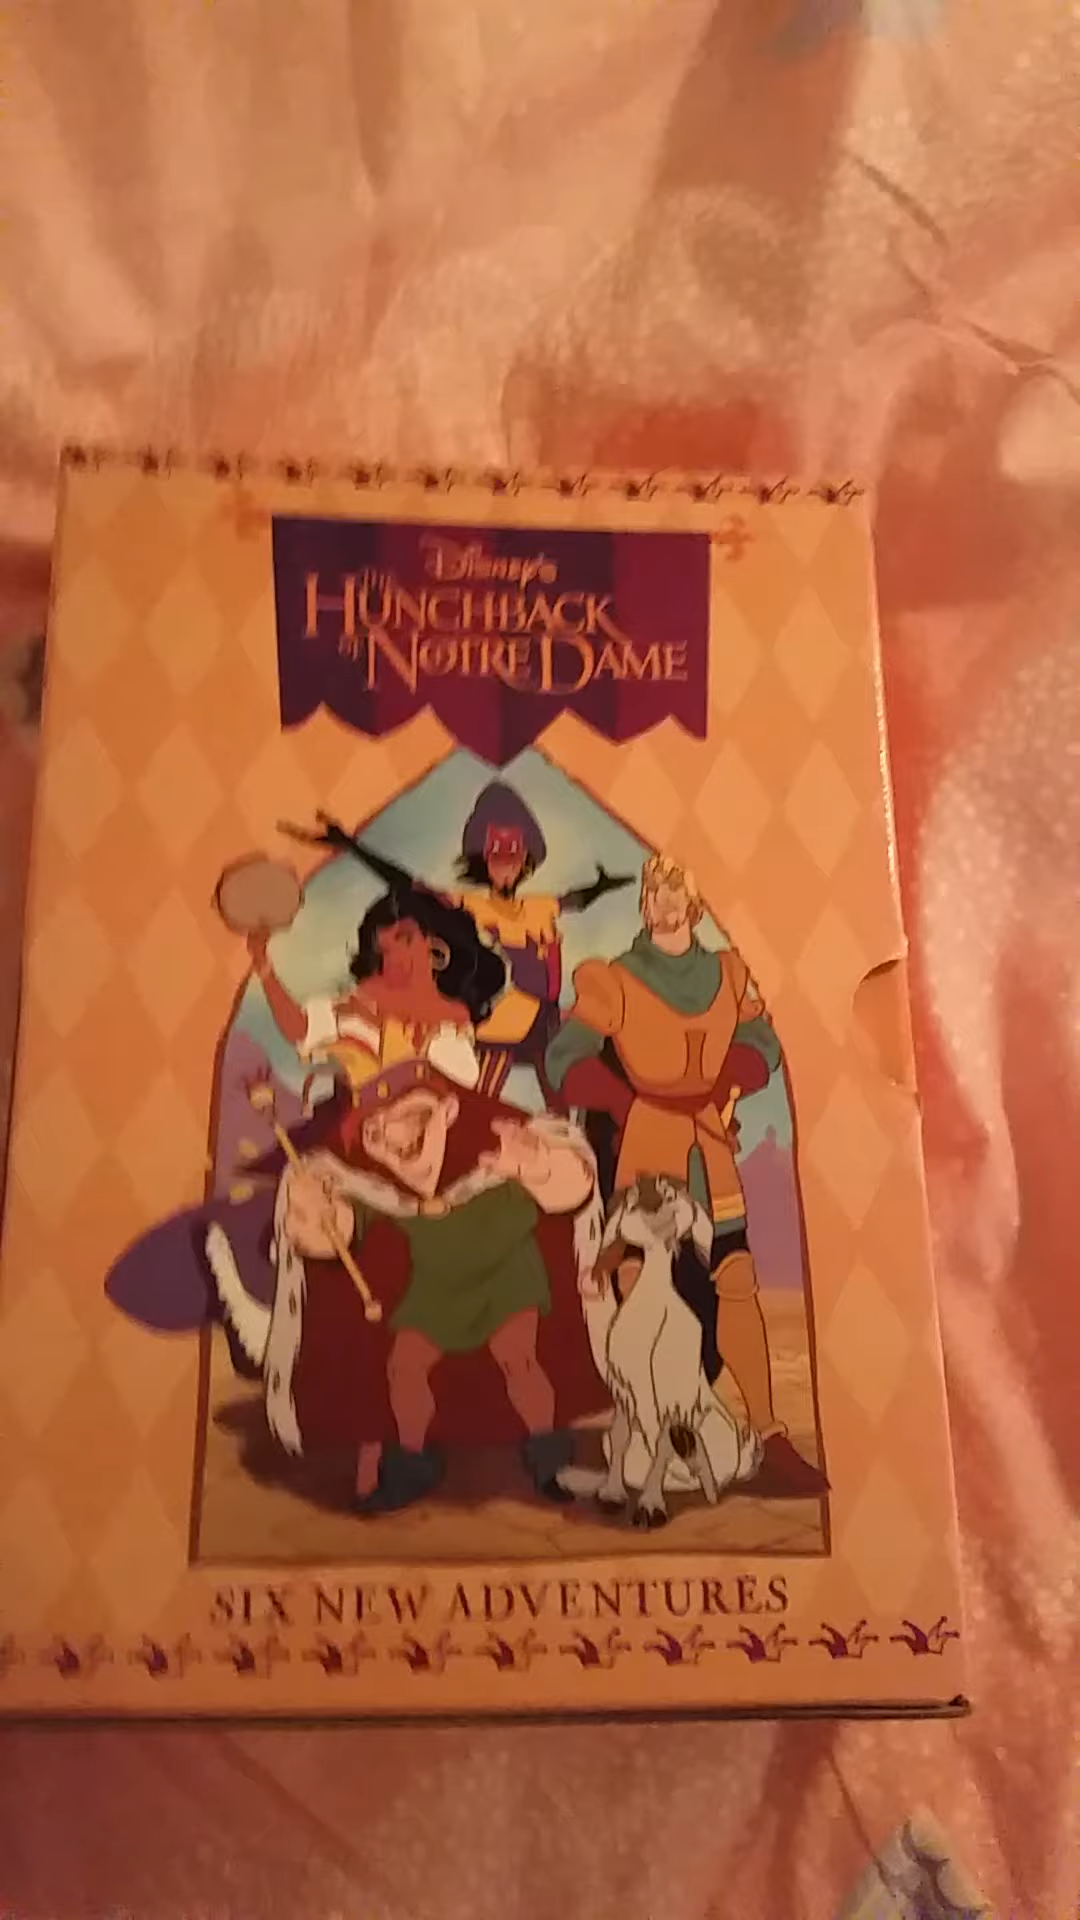 Disney's
THE
HUNCHBACK
OF NOTRE DAME
SIX NEW ADVENTURES